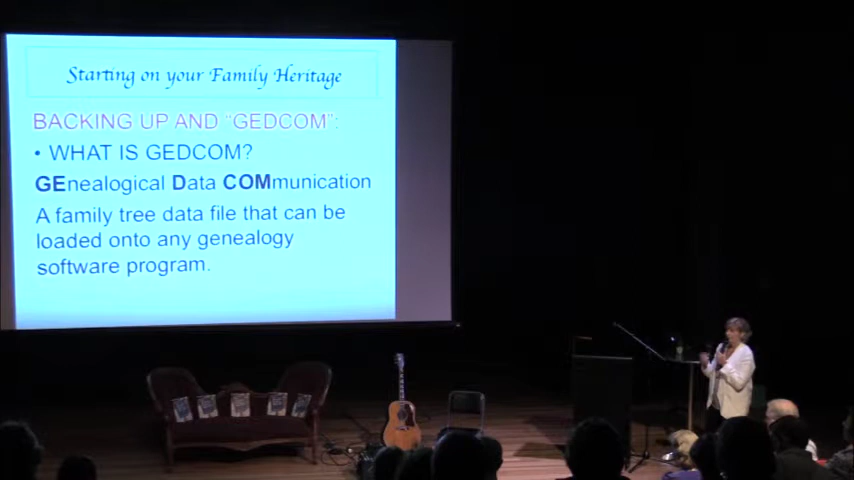 Starting on your Family Heritage
BACKING UP AND "GEDCOM":
• WHAT IS GEDCOM?
GEnealogical Data COMmunication
A family tree data file that can be
loaded onto any genealogy
software program.